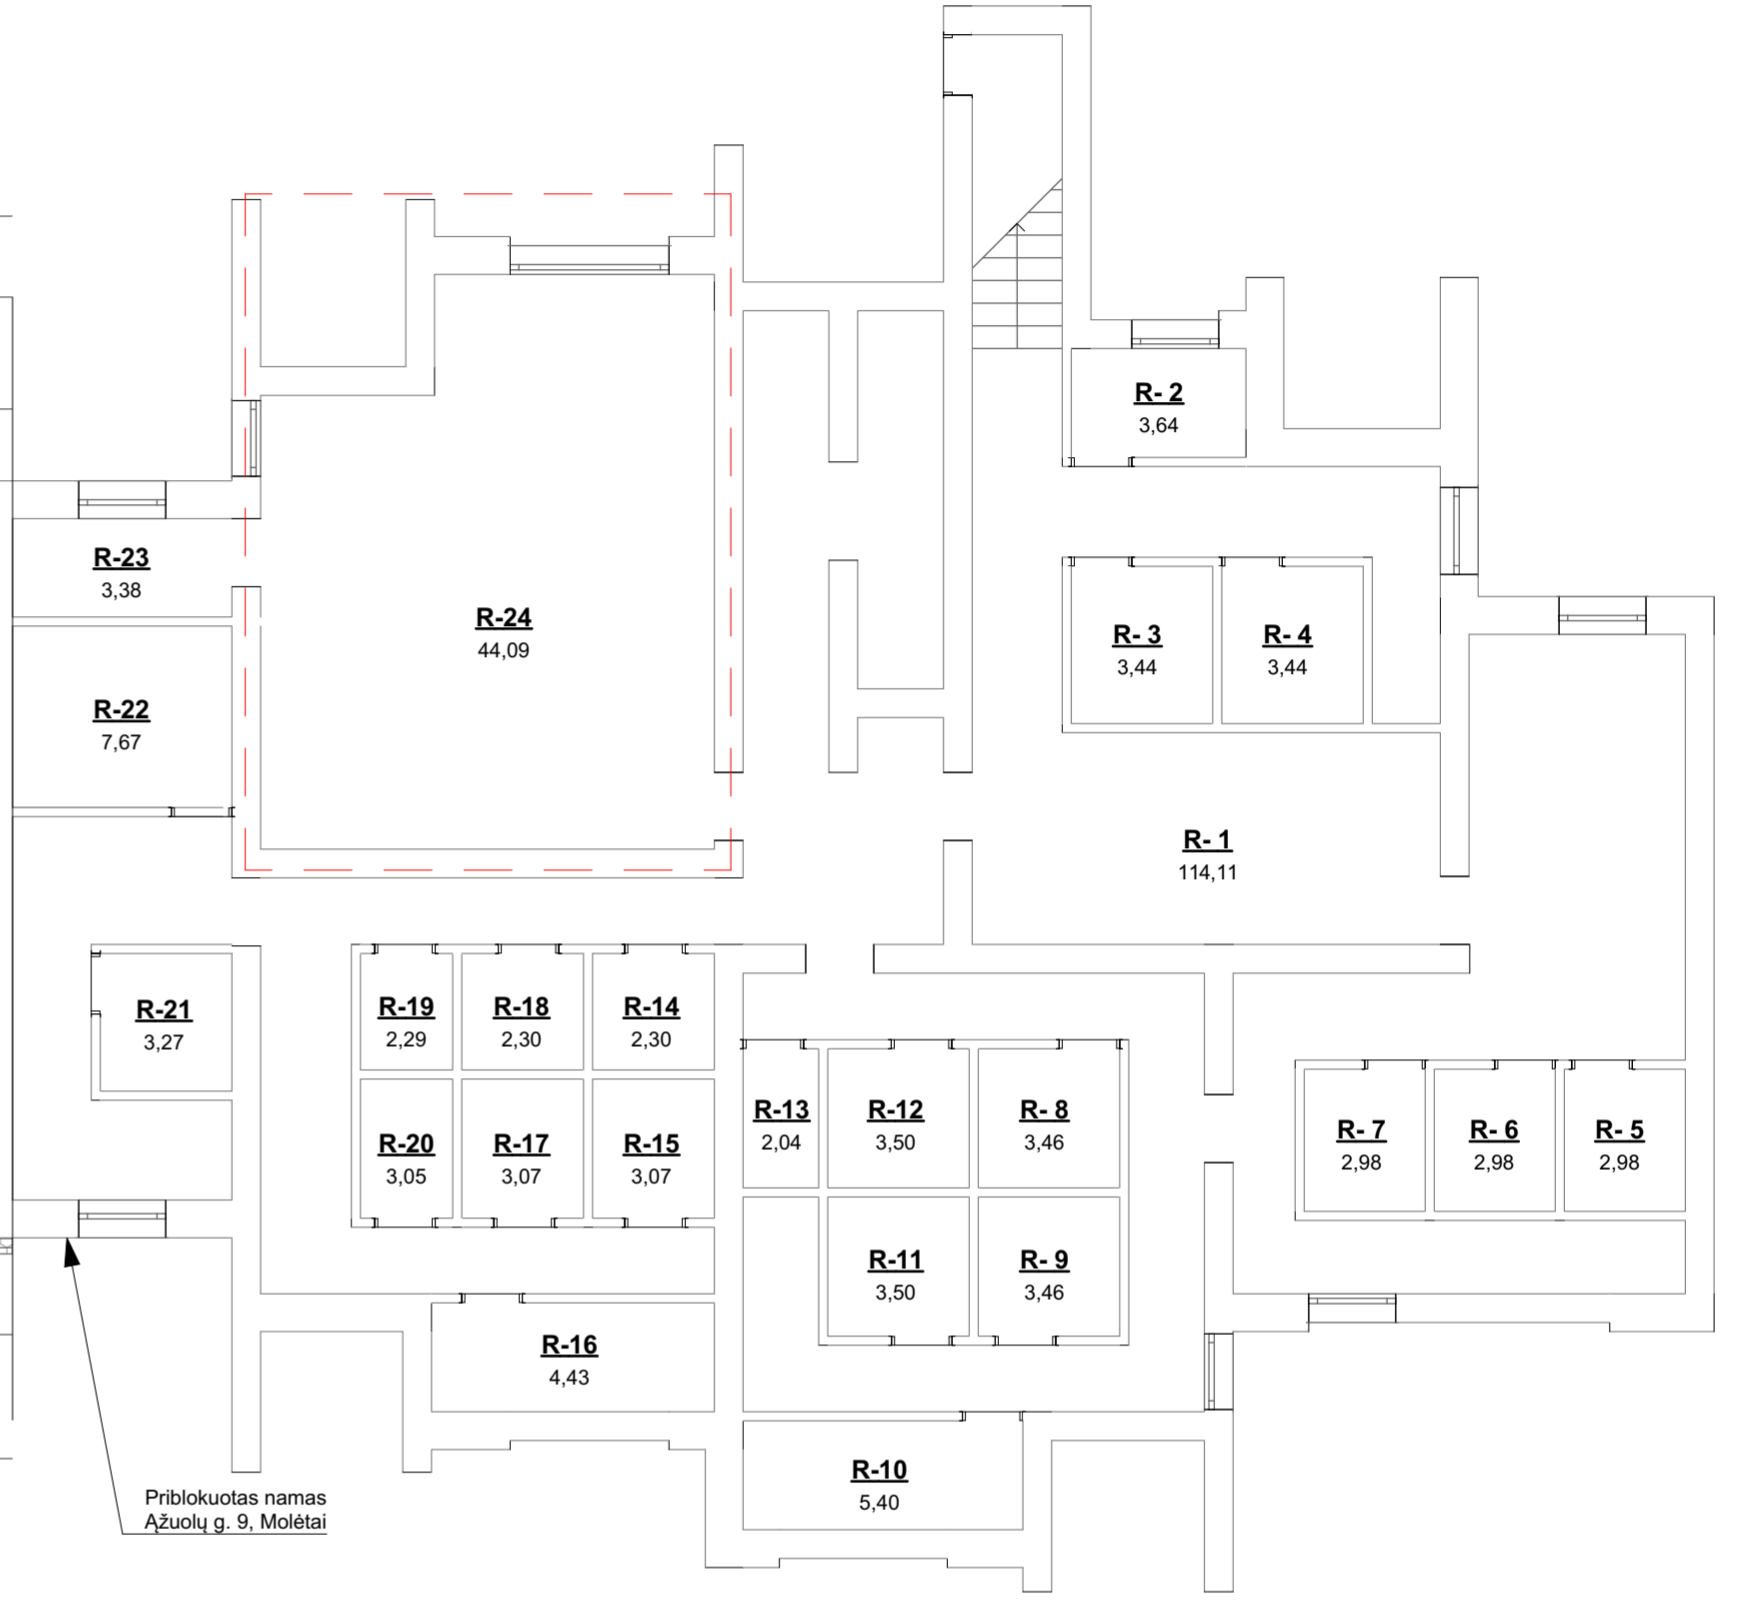 R- 2
3,64
R-23
3,38
R-24
44,09
R- 3
3,44
R- 4
3,44
R-22
7,67
R- 1
114,11
R-21
3,27
R-19
2,29
R-18
2,30
R-14
2,30
R-13
2,04
R-12
3,50
R- 8
3,46
R- 7
2,98
R- 6
2,98
R- 5
2,98
R-20
3,05
R-17
3,07
R-15
3,07
R-11
3,50
R- 9
3,46
R-16
4,43
R-10
5,40
Priblokuotas namas
Ąžuolų g. 9, Molėtai